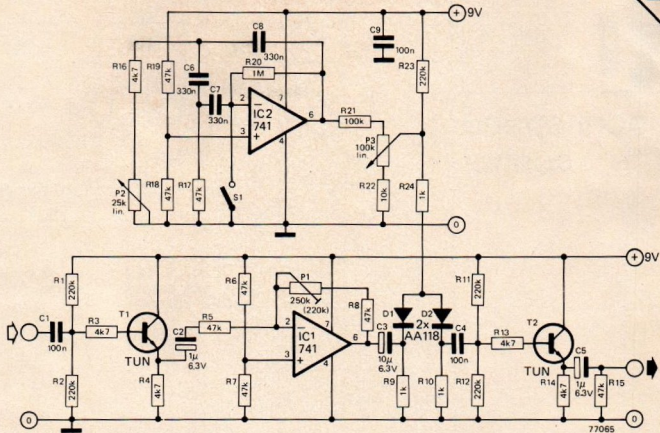 + 9V
C8
330n
C9
100n
R16
4k7
R19
47k
C6
330n
R20
1M
R23
220k
C7
330n
2
7
IC2
741
6
3
4
R21
100k
P3
100k
lin.
P2
25k
lin.
R18
47k
R17
47k
S1
R22
10k
R24
1k
0
+ 9V
R1
220k
R6
47k
P1
250k
(220k)
R11
220k
C1
100n
R3
4k7
T1
TUN
C2
1µ
6,3V
R5
47k
R8
47k
2
7
IC1
741
6
3
4
C3
10µ
6,3V
D1
D2
2x
AA118
C4
100n
R13
4k7
T2
TUN
C5
1µ
6,3V
R2
220k
R4
4k7
R7
47k
R9
1k
R10
1k
R12
220k
R14
4k7
R15
47k
0
77065